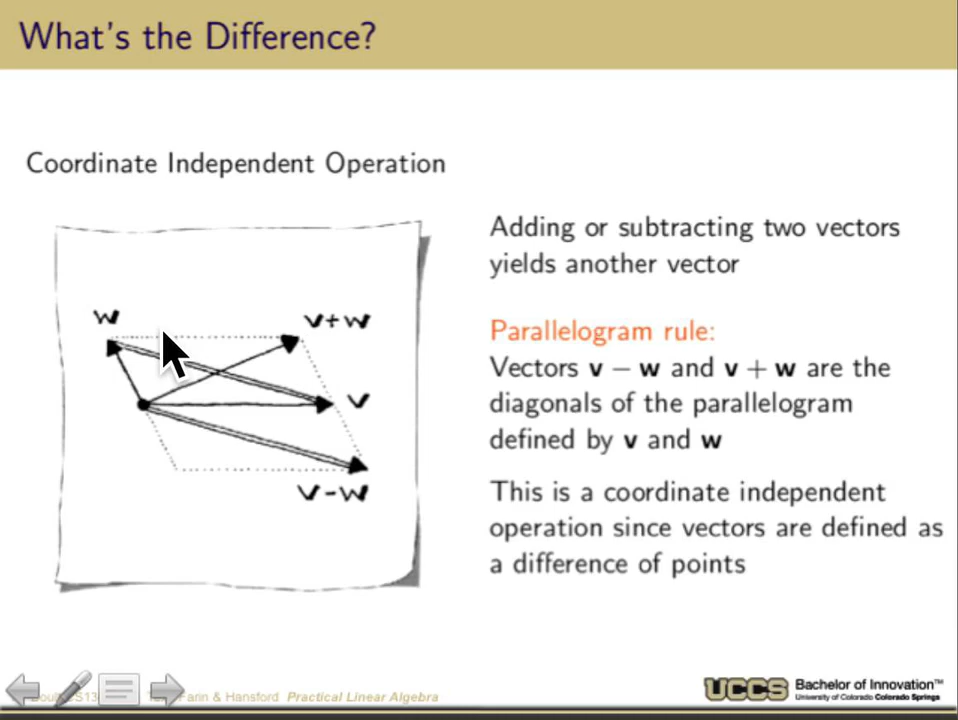 What's the Difference?
Coordinate Independent Operation
w
v+w
v
v-w
Adding or subtracting two vectors
yields another vector
Parallelogram rule:
Vectors v − w and v + w are the
diagonals of the parallelogram
defined by v and w
This is a coordinate independent
operation since vectors are defined as
a difference of points
Farin & Hansford Practical Linear Algebra
UCCS Bachelor of Innovation™
University of Colorado Colorado Springs